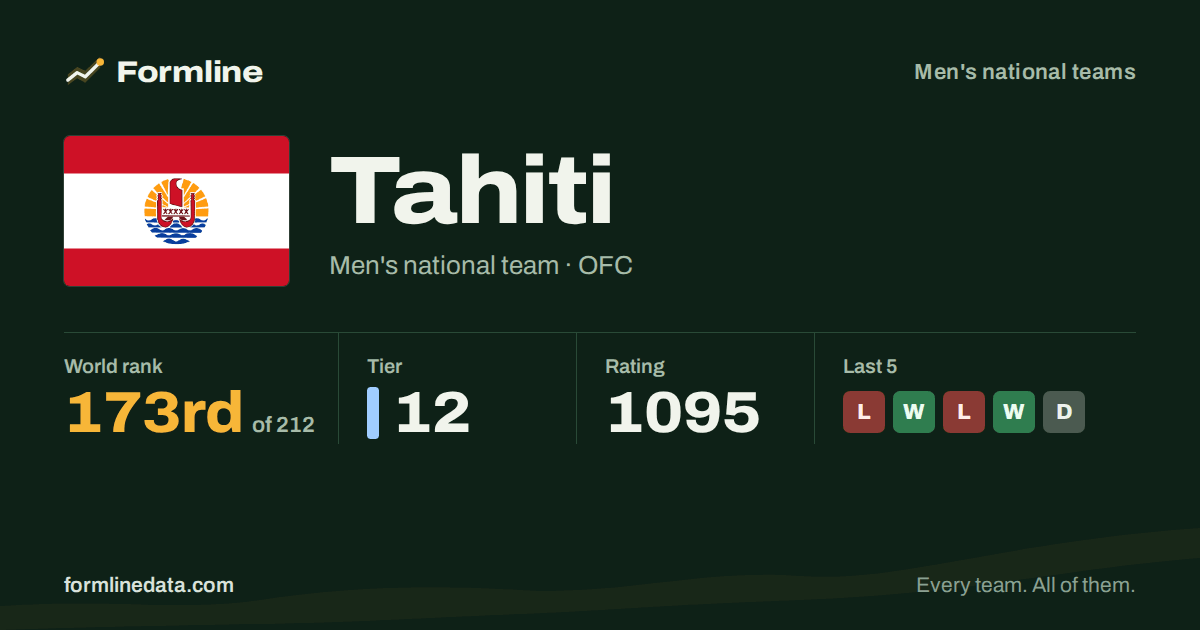 Formline
Men's national teams
Tahiti
Men's national team · OFC
World rank
173rd of 212
Tier
12
Rating
1095
Last 5
L W L W D
formlinedata.com
Every team. All of them.